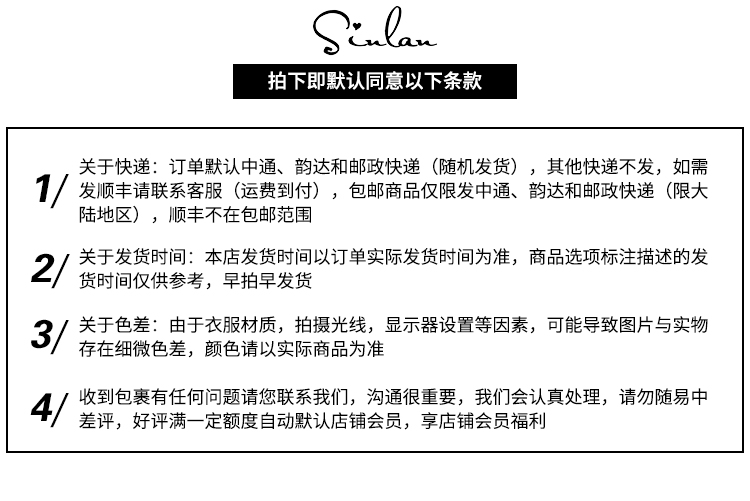 Sinlan
拍下即默认同意以下条款
1/
关于快递：订单默认中通、韵达和邮政快递（随机发货），其他快递不发，如需
发顺丰请联系客服（运费到付），包邮商品仅限发中通、韵达和邮政快递（限大
陆地区），顺丰不在包邮范围
2/
关于发货时间：本店发货时间以订单实际发货时间为准，商品选项标注描述的发
货时间仅供参考，早拍早发货
3/
关于色差：由于衣服材质，拍摄光线，显示器设置等因素，可能导致图片与实物
存在细微色差，颜色请以实际商品为准
4/
收到包裹有任何问题请您联系我们，沟通很重要，我们会认真处理，请勿随易中
差评，好评满一定额度自动默认店铺会员，享店铺会员福利